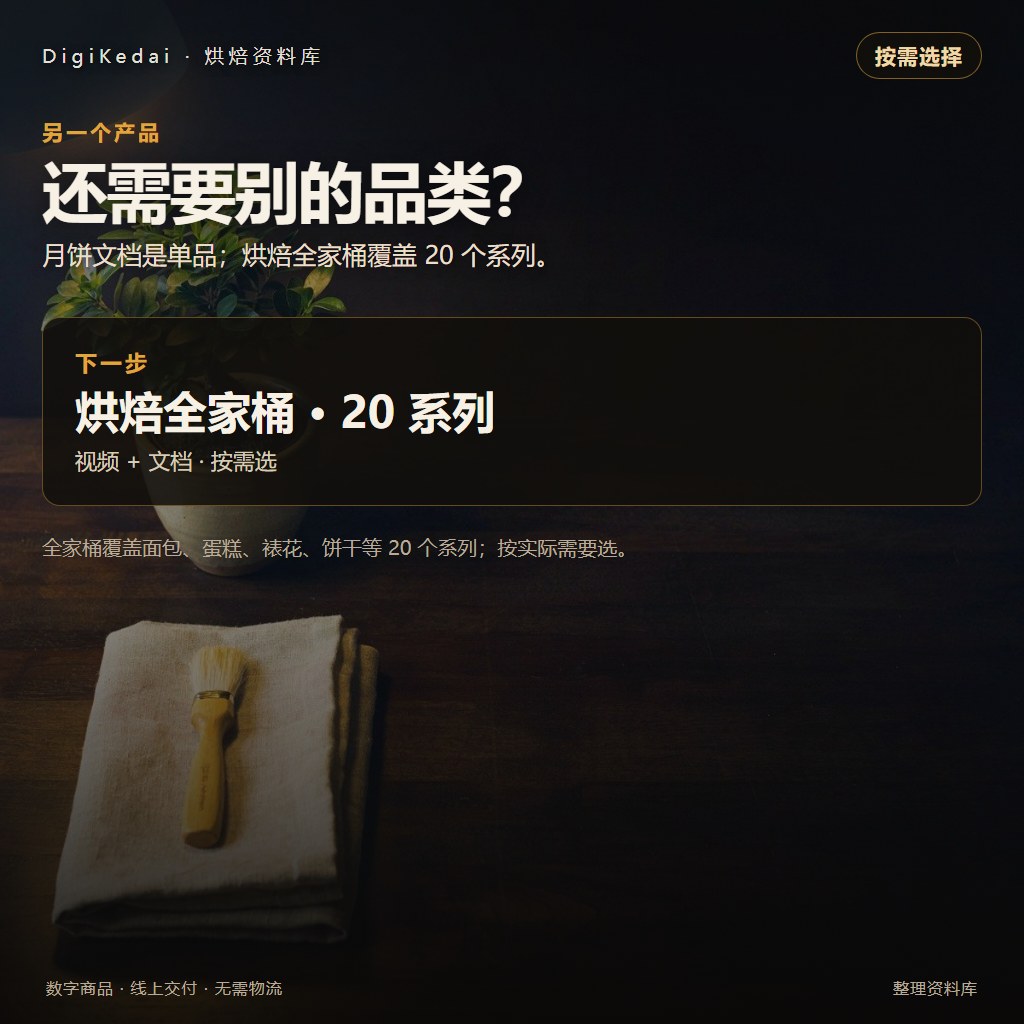 DigiKedai · 烘焙资料库
按需选择
另一个产品
还需要别的品类？
月饼文档是单品；烘焙全家桶覆盖 20 个系列。
下一步
烘焙全家桶 • 20 系列
视频 + 文档 · 按需选
全家桶覆盖面包、蛋糕、裱花、饼干等 20 个系列；按实际需要选。
数字商品 · 线上交付 · 无需物流
整理资料库